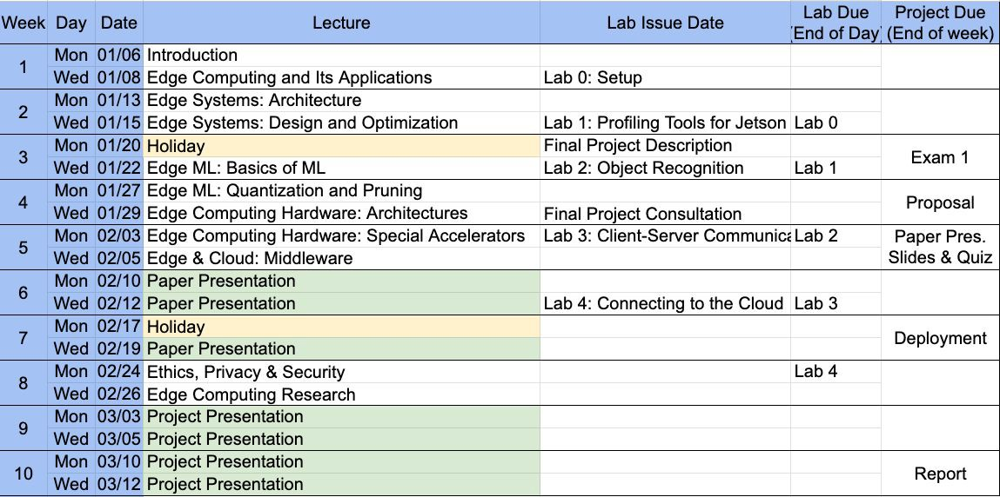 Week Day Date Lecture Lab Issue Date Lab Due (End of Day) Project Due (End of week)
1 Mon 01/06 Introduction
Wed 01/08 Edge Computing and Its Applications Lab 0: Setup
2 Mon 01/13 Edge Systems: Architecture
Wed 01/15 Edge Systems: Design and Optimization Lab 1: Profiling Tools for Jetson Lab 0
3 Mon 01/20 Holiday Final Project Description Exam 1
Wed 01/22 Edge ML: Basics of ML Lab 2: Object Recognition Lab 1
4 Mon 01/27 Edge ML: Quantization and Pruning Proposal
Wed 01/29 Edge Computing Hardware: Architectures Final Project Consultation
5 Mon 02/03 Edge Computing Hardware: Special Accelerators Lab 3: Client-Server Communica Lab 2 Paper Pres. Slides & Quiz
Wed 02/05 Edge & Cloud: Middleware
6 Mon 02/10 Paper Presentation
Wed 02/12 Paper Presentation Lab 4: Connecting to the Cloud Lab 3
7 Mon 02/17 Holiday Deployment
Wed 02/19 Paper Presentation
8 Mon 02/24 Ethics, Privacy & Security Lab 4
Wed 02/26 Edge Computing Research
9 Mon 03/03 Project Presentation
Wed 03/05 Project Presentation
10 Mon 03/10 Project Presentation Report
Wed 03/12 Project Presentation